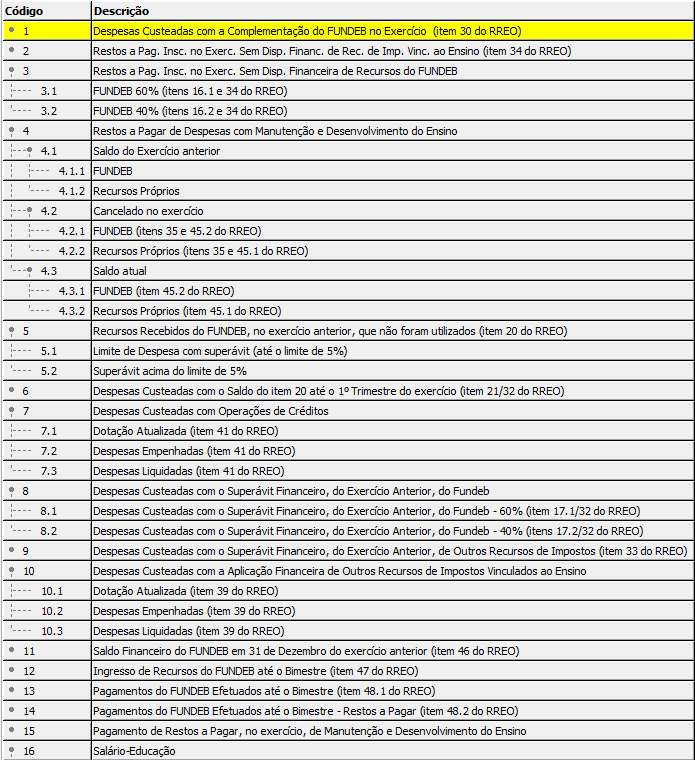 Código Descrição
1 Despesas Custeadas com a Complementação do FUNDEB no Exercício (item 30 do RREO)
2 Restos a Pag. Insc. no Exerc. Sem Disp. Financ. de Rec. de Imp. Vinc. ao Ensino (item 34 do RREO)
3 Restos a Pag. Insc. no Exerc. Sem Disp. Financeira de Recursos do FUNDEB
3.1 FUNDEB 60% (itens 16.1 e 34 do RREO)
3.2 FUNDEB 40% (itens 16.2 e 34 do RREO)
4 Restos a Pagar de Despesas com Manutenção e Desenvolvimento do Ensino
4.1 Saldo do Exercício anterior
4.1.1 FUNDEB
4.1.2 Recursos Próprios
4.2 Cancelado no exercício
4.2.1 FUNDEB (itens 35 e 45.2 do RREO)
4.2.2 Recursos Próprios (itens 35 e 45.1 do RREO)
4.3 Saldo atual
4.3.1 FUNDEB (item 45.2 do RREO)
4.3.2 Recursos Próprios (item 45.1 do RREO)
5 Recursos Recebidos do FUNDEB, no exercício anterior, que não foram utilizados (item 20 do RREO)
5.1 Limite de Despesa com superávit (até o limite de 5%)
5.2 Superávit acima do limite de 5%
6 Despesas Custeadas com o Saldo do item 20 até o 1º Trimestre do exercício (item 21/32 do RREO)
7 Despesas Custeadas com Operações de Créditos
7.1 Dotação Atualizada (item 41 do RREO)
7.2 Despesas Empenhadas (item 41 do RREO)
7.3 Despesas Liquidadas (item 41 do RREO)
8 Despesas Custeadas com o Superávit Financeiro, do Exercício Anterior, do Fundeb
8.1 Despesas Custeadas com o Superávit Financeiro, do Exercício Anterior, do Fundeb - 60% (item 17.1/32 do RREO)
8.2 Despesas Custeadas com o Superávit Financeiro, do Exercício Anterior, do Fundeb - 40% (itens 17.2/32 do RREO)
9 Despesas Custeadas com o Superávit Financeiro, do Exercício Anterior, de Outros Recursos de Impostos (item 33 do RREO)
10 Despesas Custeadas com a Aplicação Financeira de Outros Recursos de Impostos Vinculados ao Ensino
10.1 Dotação Atualizada (item 39 do RREO)
10.2 Despesas Empenhadas (item 39 do RREO)
10.3 Despesas Liquidadas (item 39 do RREO)
11 Saldo Financeiro do FUNDEB em 31 de Dezembro do exercício anterior (item 46 do RREO)
12 Ingresso de Recursos do FUNDEB até o Bimestre (item 47 do RREO)
13 Pagamentos do FUNDEB Efetuados até o Bimestre (item 48.1 do RREO)
14 Pagamentos do FUNDEB Efetuados até o Bimestre - Restos a Pagar (item 48.2 do RREO)
15 Pagamento de Restos a Pagar, no exercício, de Manutenção e Desenvolvimento do Ensino
16 Salário-Educação